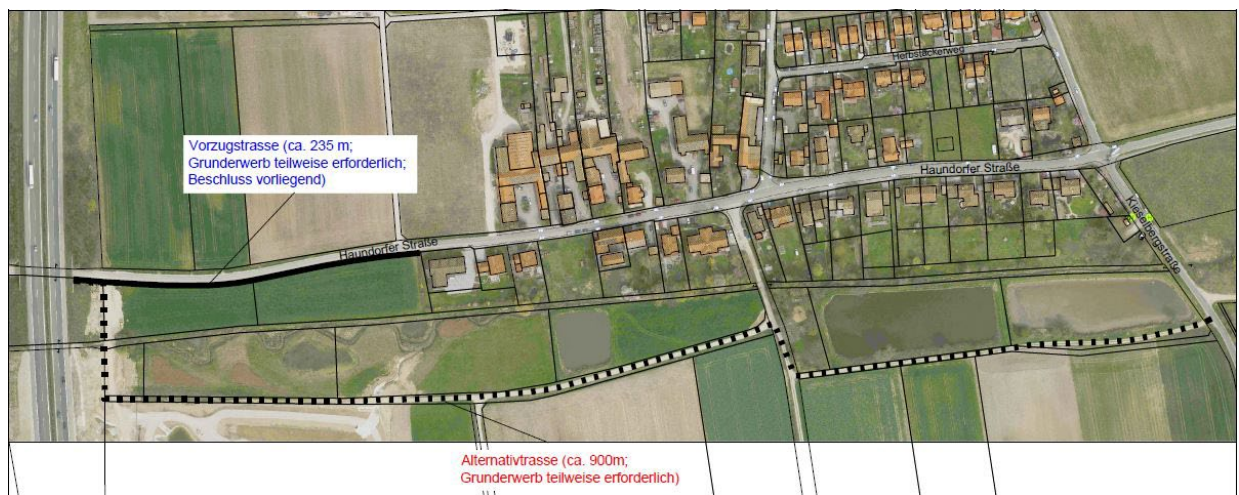 Herbstäckerweg
Vorzugstrasse (ca. 235 m;
Grunderwerb teilweise erforderlich;
Beschluss vorliegend)
Haundorfer Straße
Haundorfer Straße
Kieselbergstraße
Alternativtrasse (ca. 900m;
Grunderwerb teilweise erforderlich)